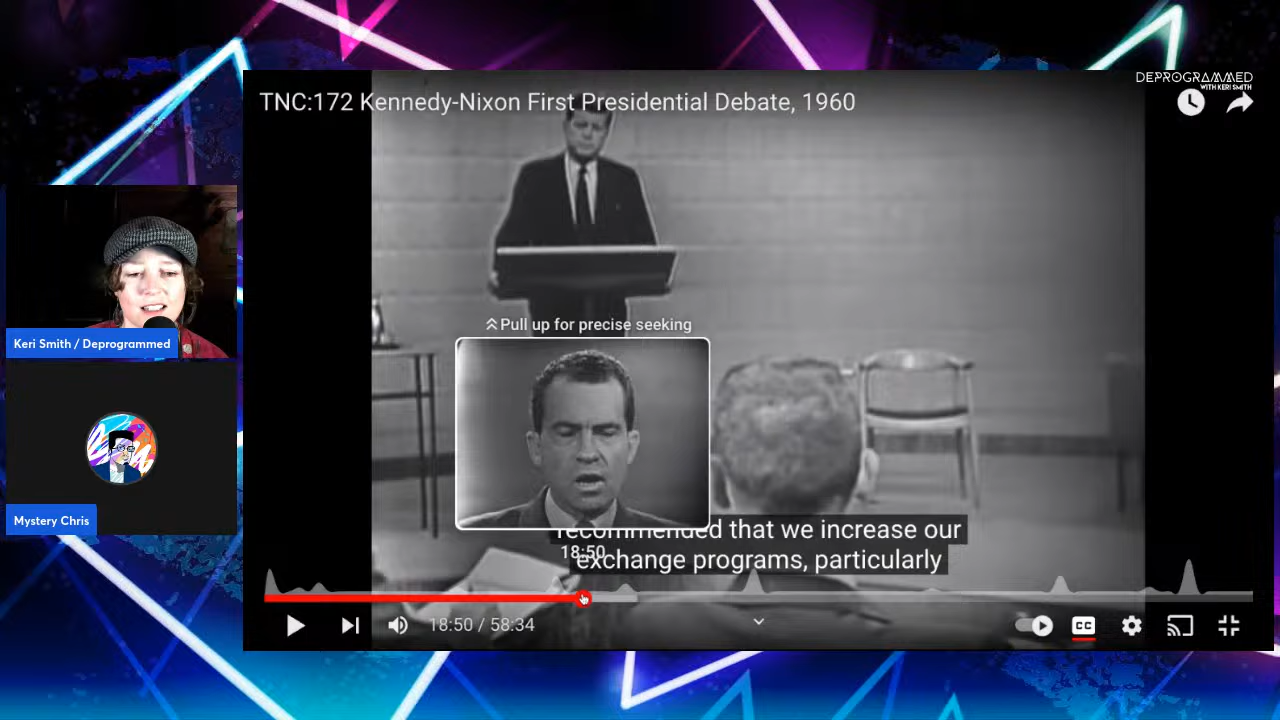 DEPROGRAMMED
WITH KERI SMITH
TNC:172 Kennedy-Nixon First Presidential Debate, 1960
Pull up for precise seeking
Keri Smith / Deprogrammed
Mystery Chris
recommended that we increase our
18:50
exchange programs, particularly
18:50 / 58:34
CC